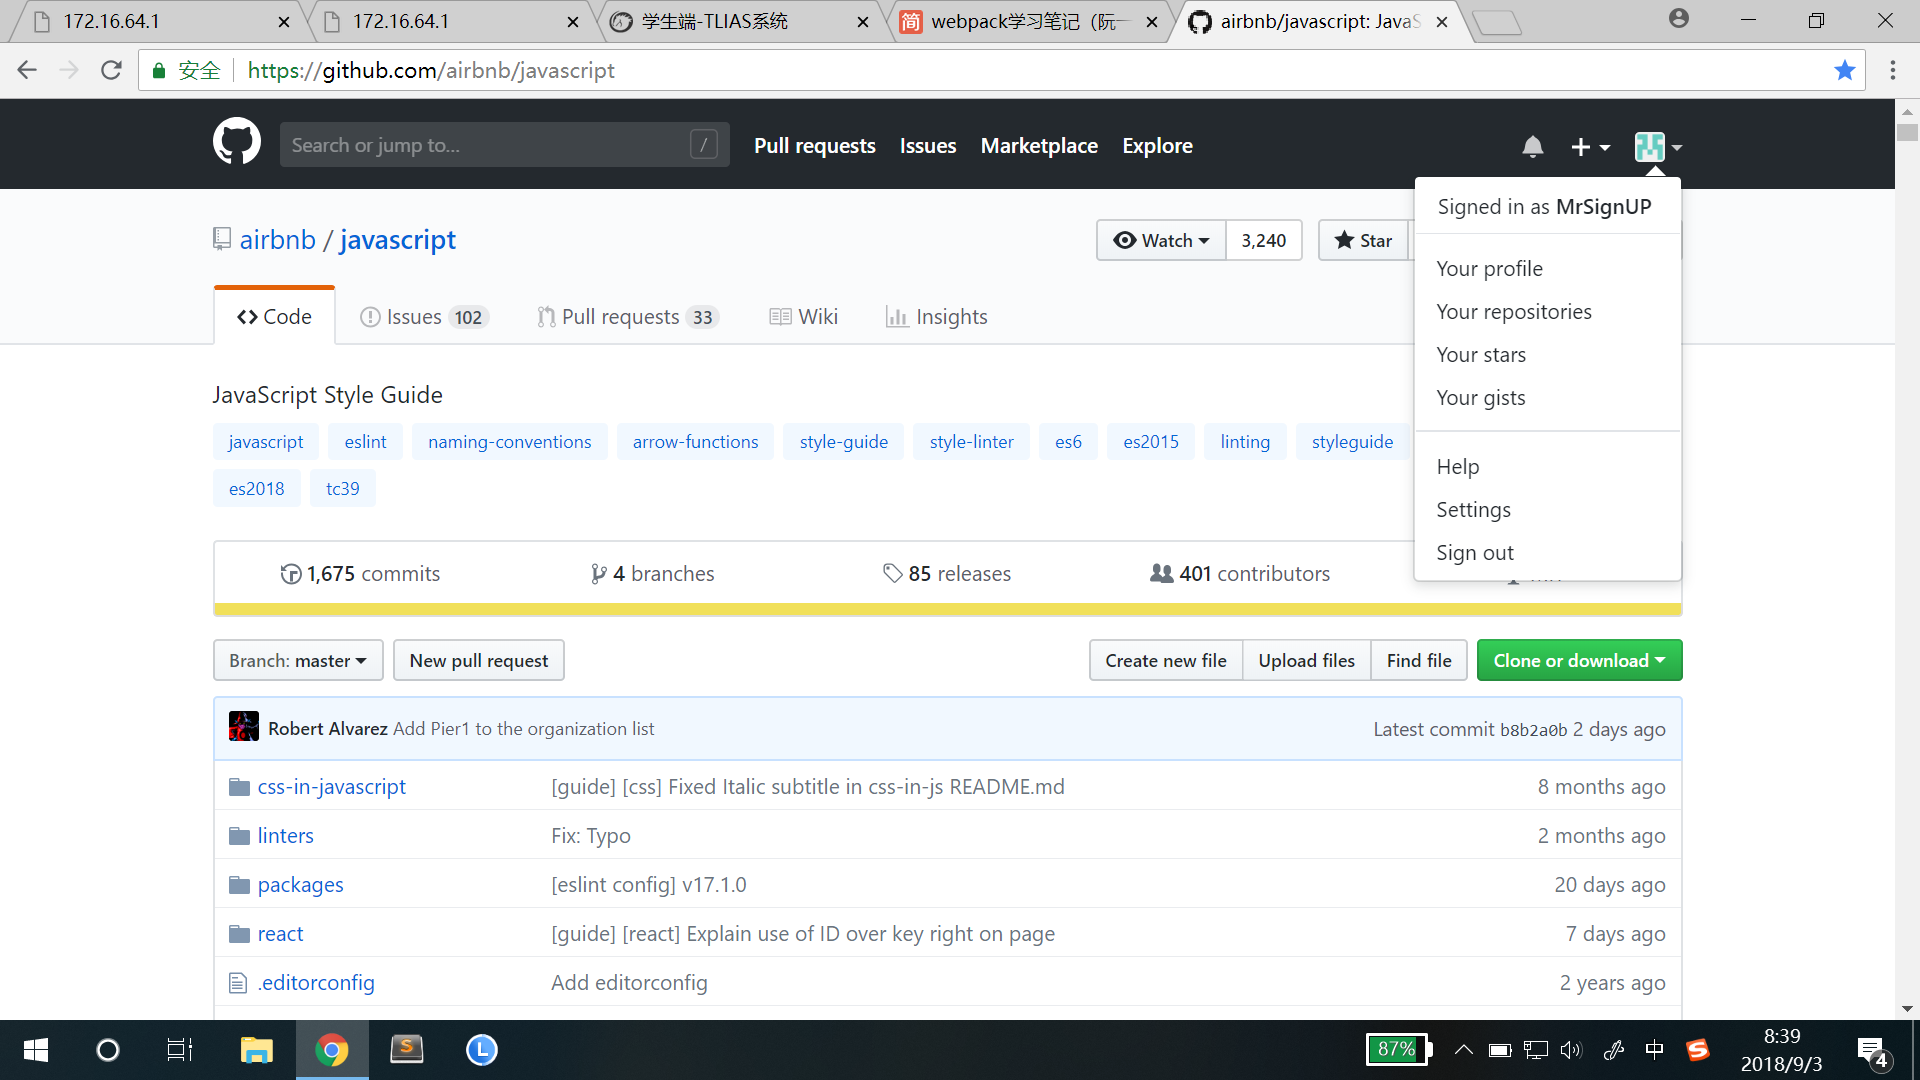 172.16.64.1
172.16.64.1
学生端-TLIAS系统
简 webpack学习笔记（阮一
airbnb/javascript: JavaS
安全 https://github.com/airbnb/javascript
Search or jump to... /
Pull requests Issues Marketplace Explore
Signed in as MrSignUP
airbnb / javascript
Watch 3,240 Star
Your profile
Your repositories
Your stars
Your gists
Help
Settings
Sign out
Code Issues 102 Pull requests 33 Wiki Insights
JavaScript Style Guide
javascript eslint naming-conventions arrow-functions style-guide style-linter es6 es2015 linting styleguide
es2018 tc39
1,675 commits 4 branches 85 releases 401 contributors
Branch: master New pull request Create new file Upload files Find file Clone or download
Robert Alvarez Add Pier1 to the organization list Latest commit b8b2a0b 2 days ago
css-in-javascript [guide] [css] Fixed Italic subtitle in css-in-js README.md 8 months ago
linters Fix: Typo 2 months ago
packages [eslint config] v17.1.0 20 days ago
react [guide] [react] Explain use of ID over key right on page 7 days ago
.editorconfig Add editorconfig 2 years ago
S L 87% 中 S 8:39 4
2018/9/3